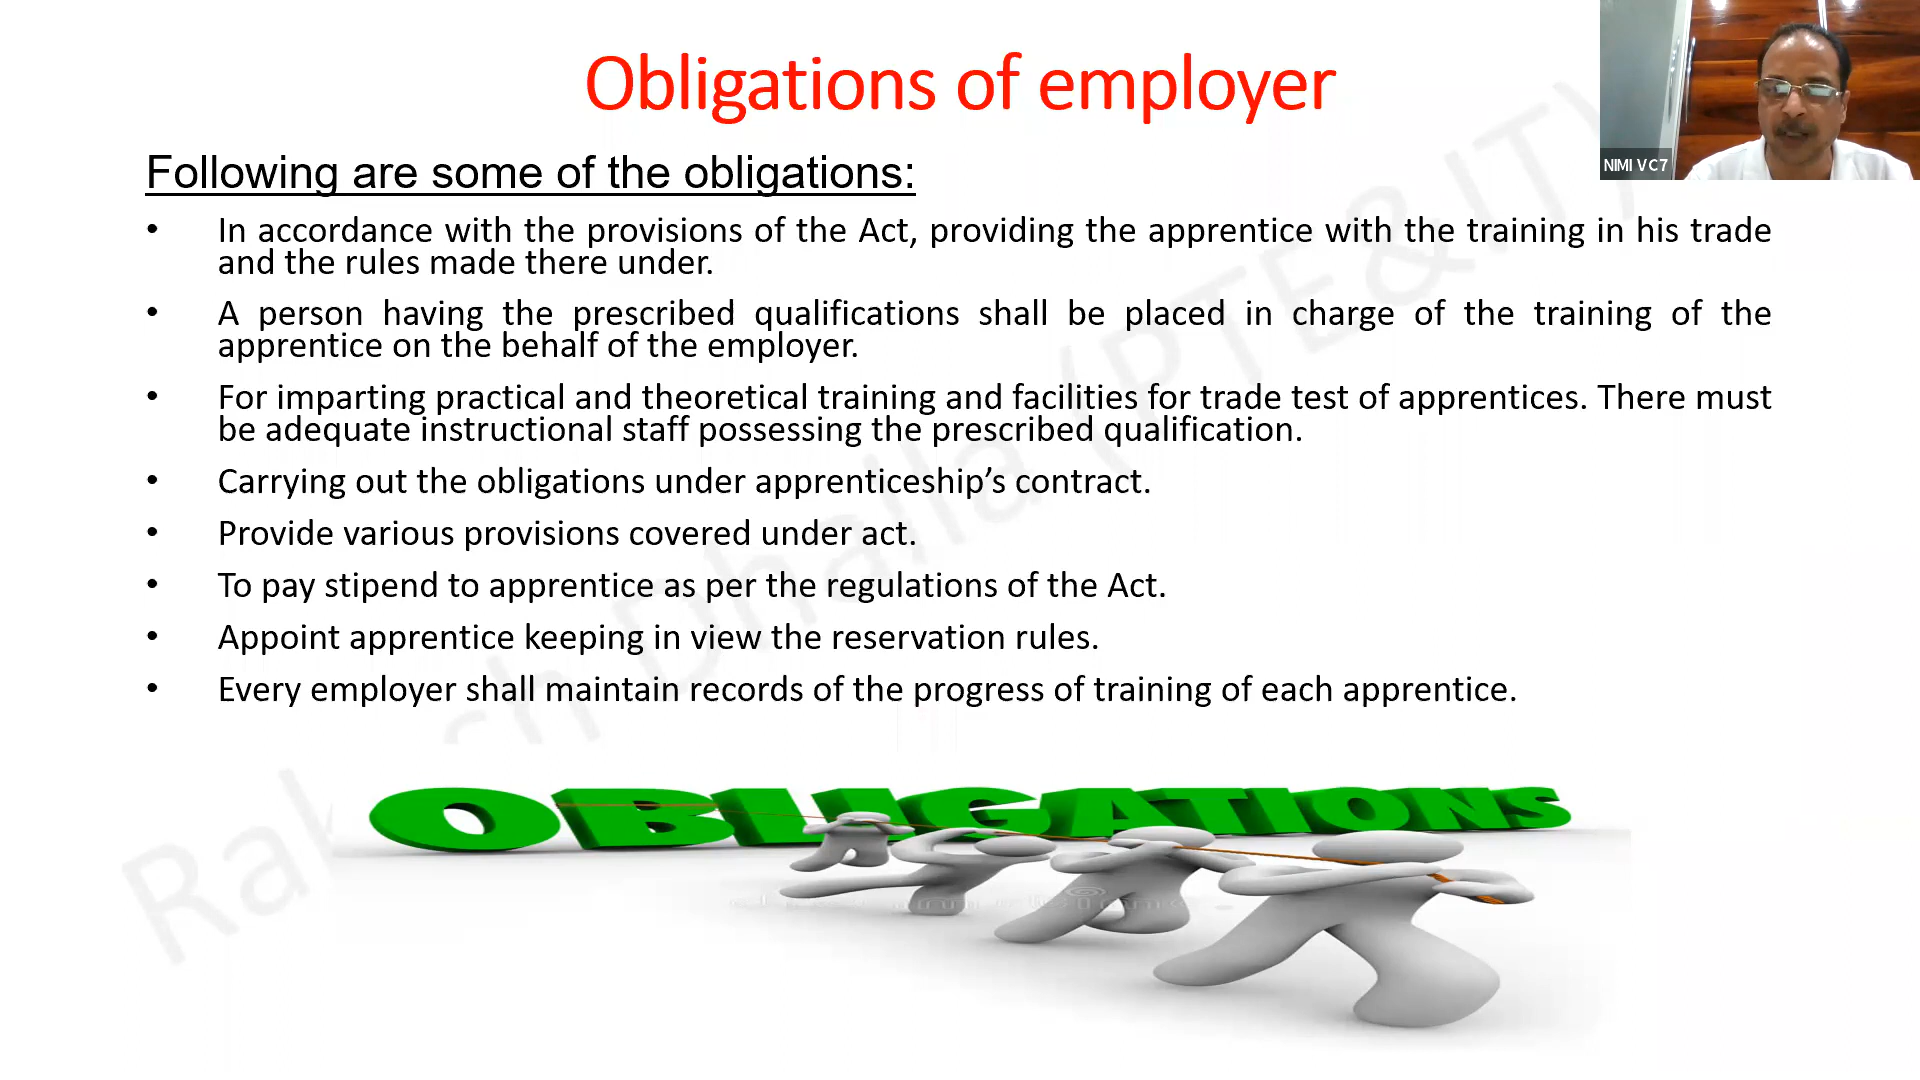 Obligations of employer
NIMI VC7
Following are some of the obligations:
• In accordance with the provisions of the Act, providing the apprentice with the training in his trade
and the rules made there under.
• A person having the prescribed qualifications shall be placed in charge of the training of the
apprentice on the behalf of the employer.
• For imparting practical and theoretical training and facilities for trade test of apprentices. There must
be adequate instructional staff possessing the prescribed qualification.
• Carrying out the obligations under apprenticeship’s contract.
• Provide various provisions covered under act.
• To pay stipend to apprentice as per the regulations of the Act.
• Appoint apprentice keeping in view the reservation rules.
• Every employer shall maintain records of the progress of training of each apprentice.
OBLIGATIONS
Dhalla (PTE&IT)